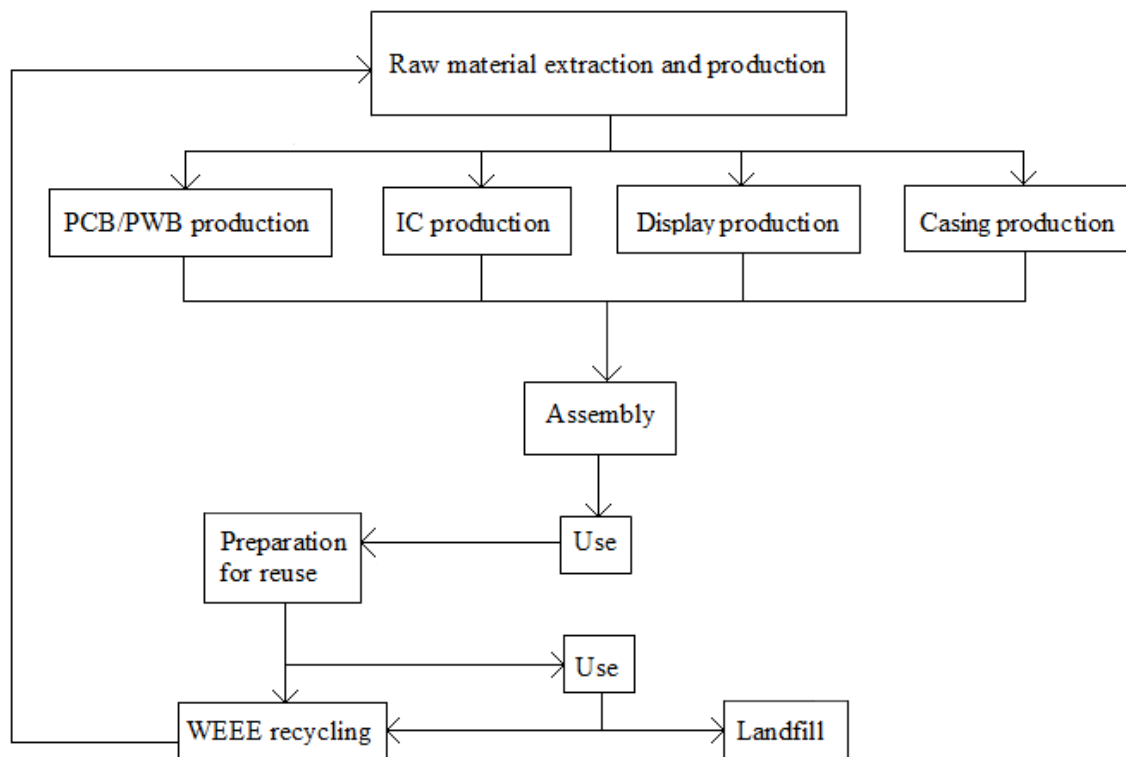 Raw material extraction and production
PCB/PWB production
IC production
Display production
Casing production
Assembly
Preparation
for reuse
Use
Use
WEEE recycling
Landfill